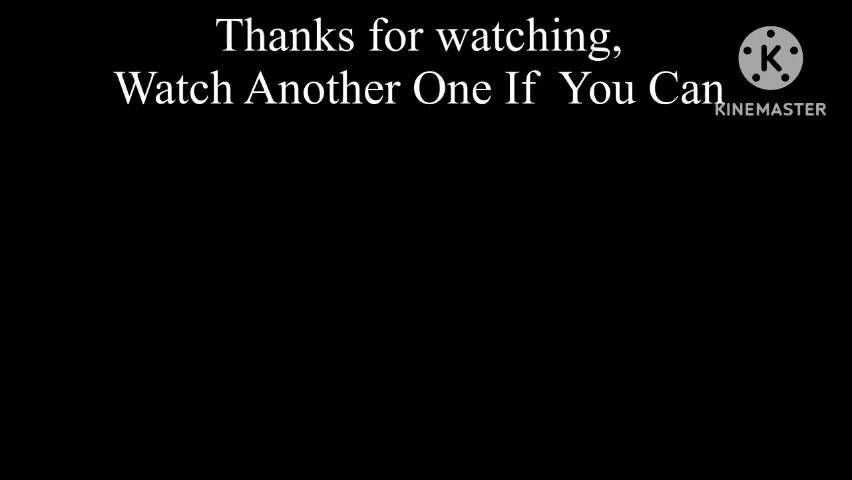 Thanks for watching,
Watch Another One If  You Can
K
KINEMASTER